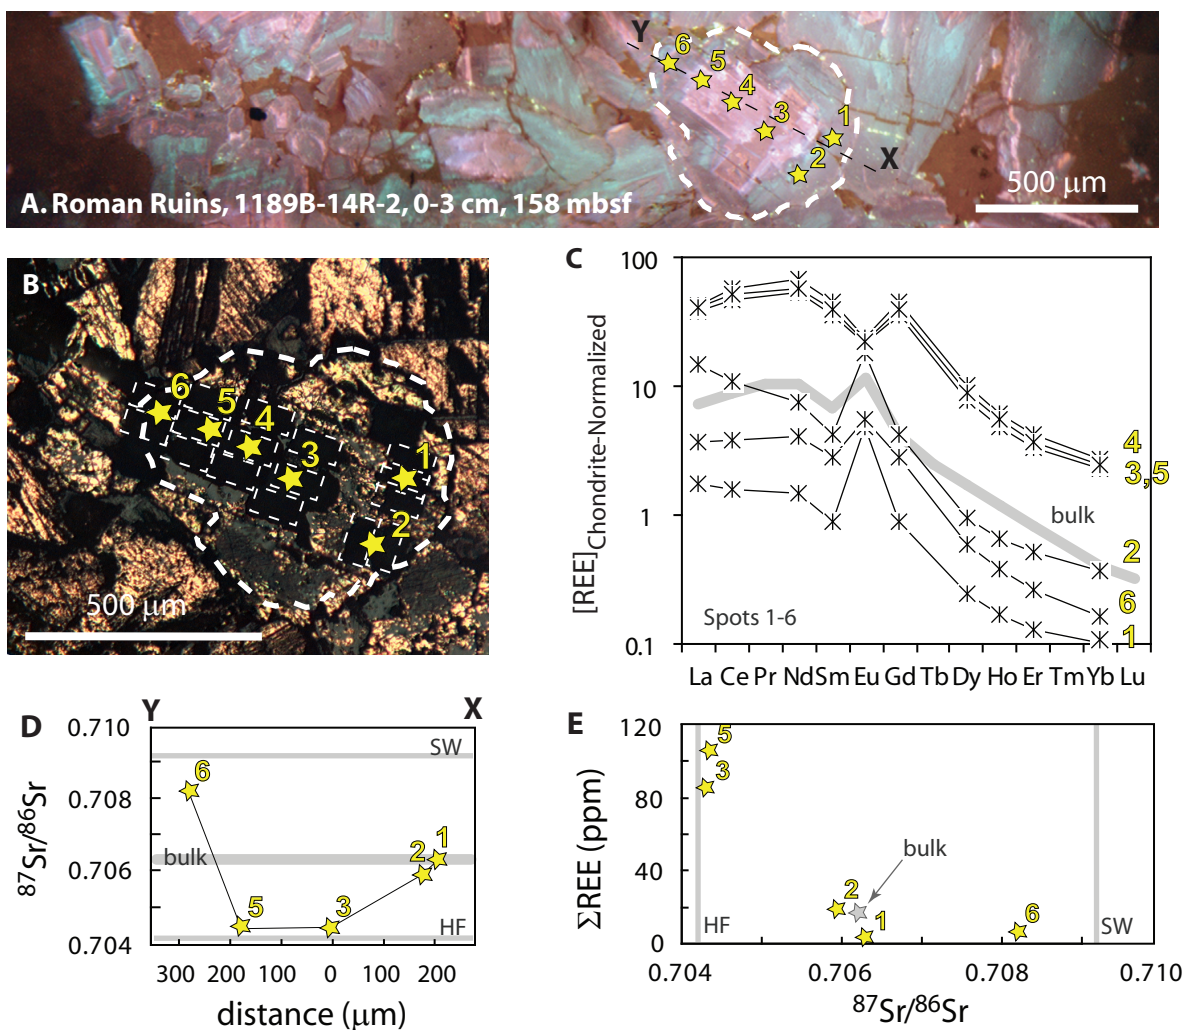 Y
6
5
4
3
1
2
X
A. Roman Ruins, 1189B-14R-2, 0-3 cm, 158 mbsf
500 µm
B
6
5
4
3
1
2
500 µm
C
100
10
1
0.1
[REE]Chondrite-Normalized
4
3,5
bulk
2
6
1
Spots 1-6
La Ce Pr Nd Sm Eu Gd Tb Dy Ho Er Tm Yb Lu
D
Y
X
0.710
0.708
0.706
0.704
87Sr/86Sr
SW
6
bulk
2
1
5
3
HF
300 200 100 0 100 200
distance (µm)
E
120
80
40
0
ΣREE (ppm)
5
3
bulk
2
1
6
HF
SW
0.704 0.706 0.708 0.710
87Sr/86Sr